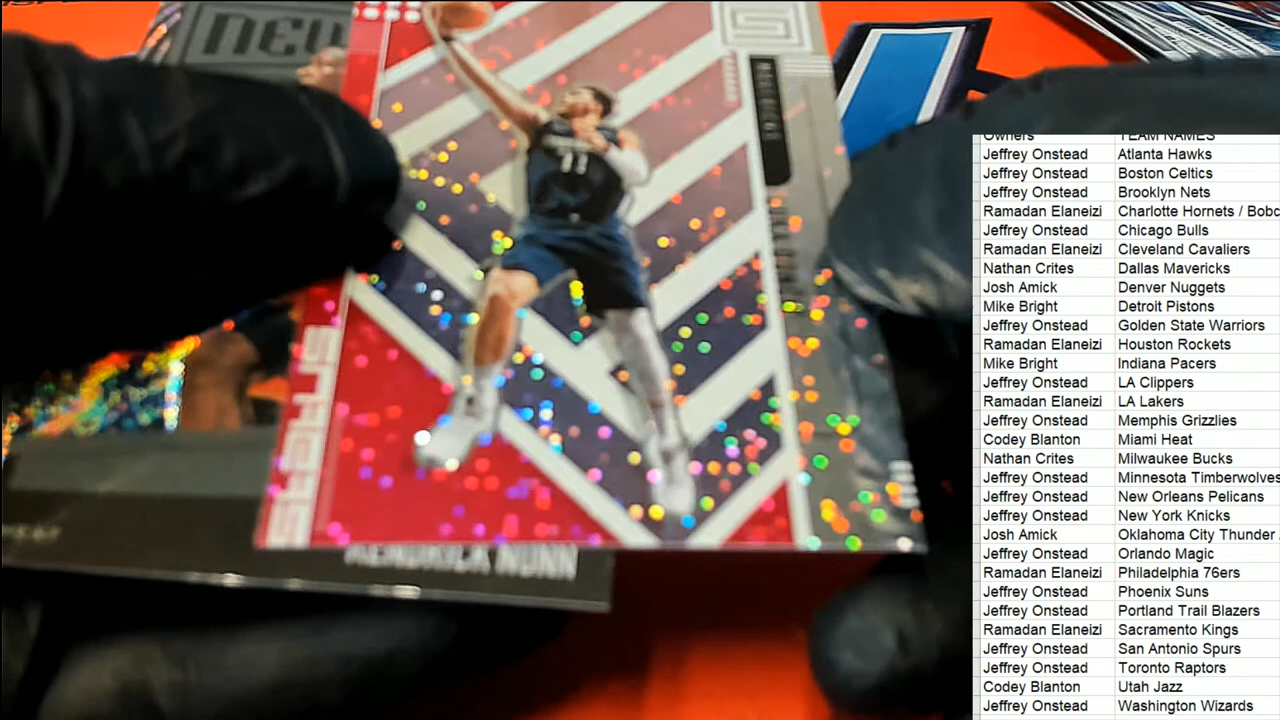 NEW
STATUS
KENDRICK NUNN
Owners TEAM NAMES
Jeffrey Onstead Atlanta Hawks
Jeffrey Onstead Boston Celtics
Jeffrey Onstead Brooklyn Nets
Ramadan Elaneizi Charlotte Hornets / Bobc
Jeffrey Onstead Chicago Bulls
Ramadan Elaneizi Cleveland Cavaliers
Nathan Crites Dallas Mavericks
Josh Amick Denver Nuggets
Mike Bright Detroit Pistons
Jeffrey Onstead Golden State Warriors
Ramadan Elaneizi Houston Rockets
Mike Bright Indiana Pacers
Jeffrey Onstead LA Clippers
Ramadan Elaneizi LA Lakers
Jeffrey Onstead Memphis Grizzlies
Codey Blanton Miami Heat
Nathan Crites Milwaukee Bucks
Jeffrey Onstead Minnesota Timberwolves
Jeffrey Onstead New Orleans Pelicans
Jeffrey Onstead New York Knicks
Josh Amick Oklahoma City Thunder
Jeffrey Onstead Orlando Magic
Ramadan Elaneizi Philadelphia 76ers
Jeffrey Onstead Phoenix Suns
Jeffrey Onstead Portland Trail Blazers
Ramadan Elaneizi Sacramento Kings
Jeffrey Onstead San Antonio Spurs
Jeffrey Onstead Toronto Raptors
Codey Blanton Utah Jazz
Jeffrey Onstead Washington Wizards